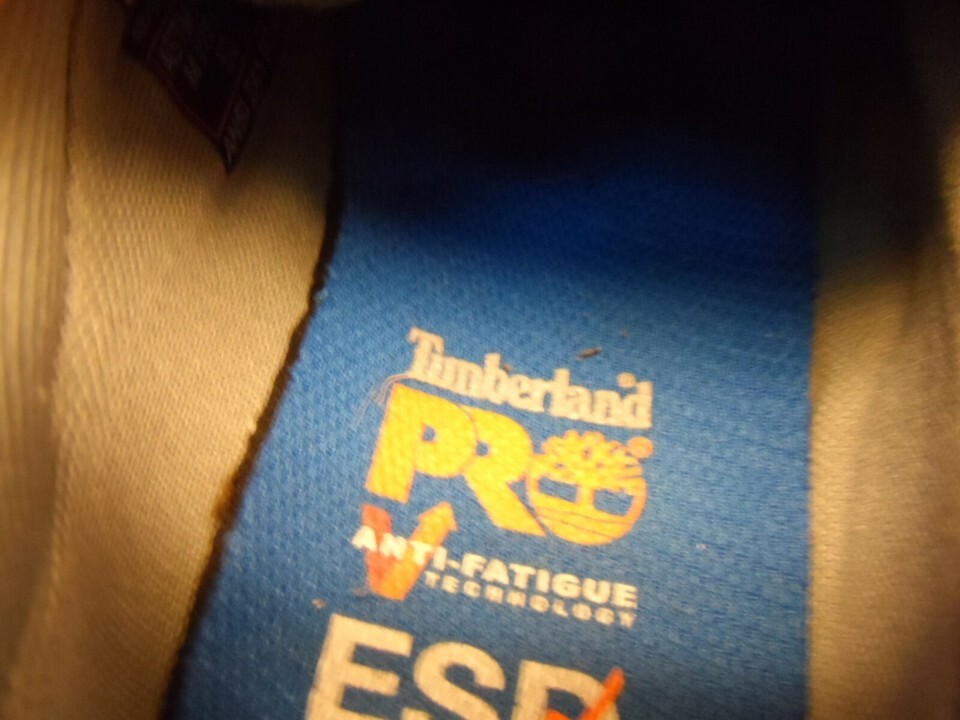 Timberland®
PRO®
ANTI-FATIGUE
TECHNOLOGY
ESD